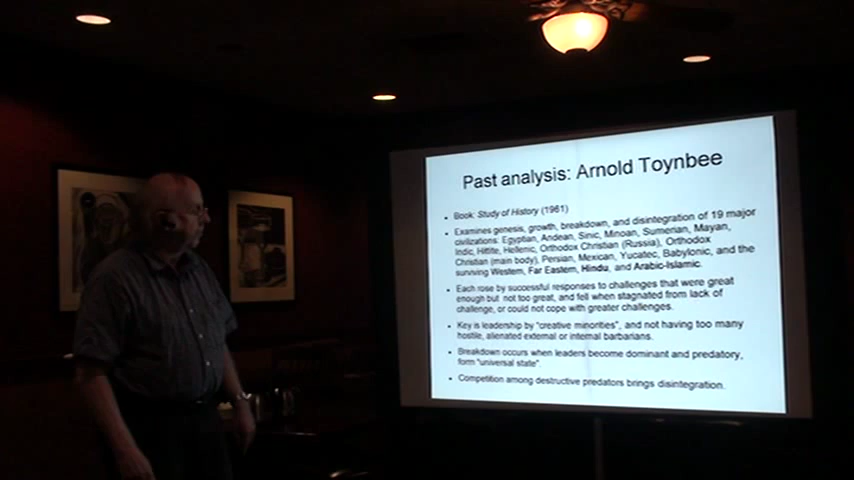 Past analysis: Arnold Toynbee
• Book: Study of History (1961)
• Examines genesis, growth, breakdown, and disintegration of 19 major
civilizations: Egyptian, Andean, Sinic, Minoan, Sumerian, Mayan,
Indic, Hittite, Hellenic, Orthodox Christian (Russia), Orthodox
Christian (main body), Persian, Mexican, Yucatec, Babylonic, and the
surviving Western, Far Eastern, Hindu, and Arabic-Islamic.
• Each rose by successful responses to challenges that were great
enough but not too great, and fell when stagnated from lack of
challenge, or could not cope with greater challenges.
• Key is leadership by "creative minorities", and not having too many
hostile, alienated external or internal barbarians.
• Breakdown occurs when leaders become dominant and predatory,
form "universal state".
• Competition among destructive predators brings disintegration.